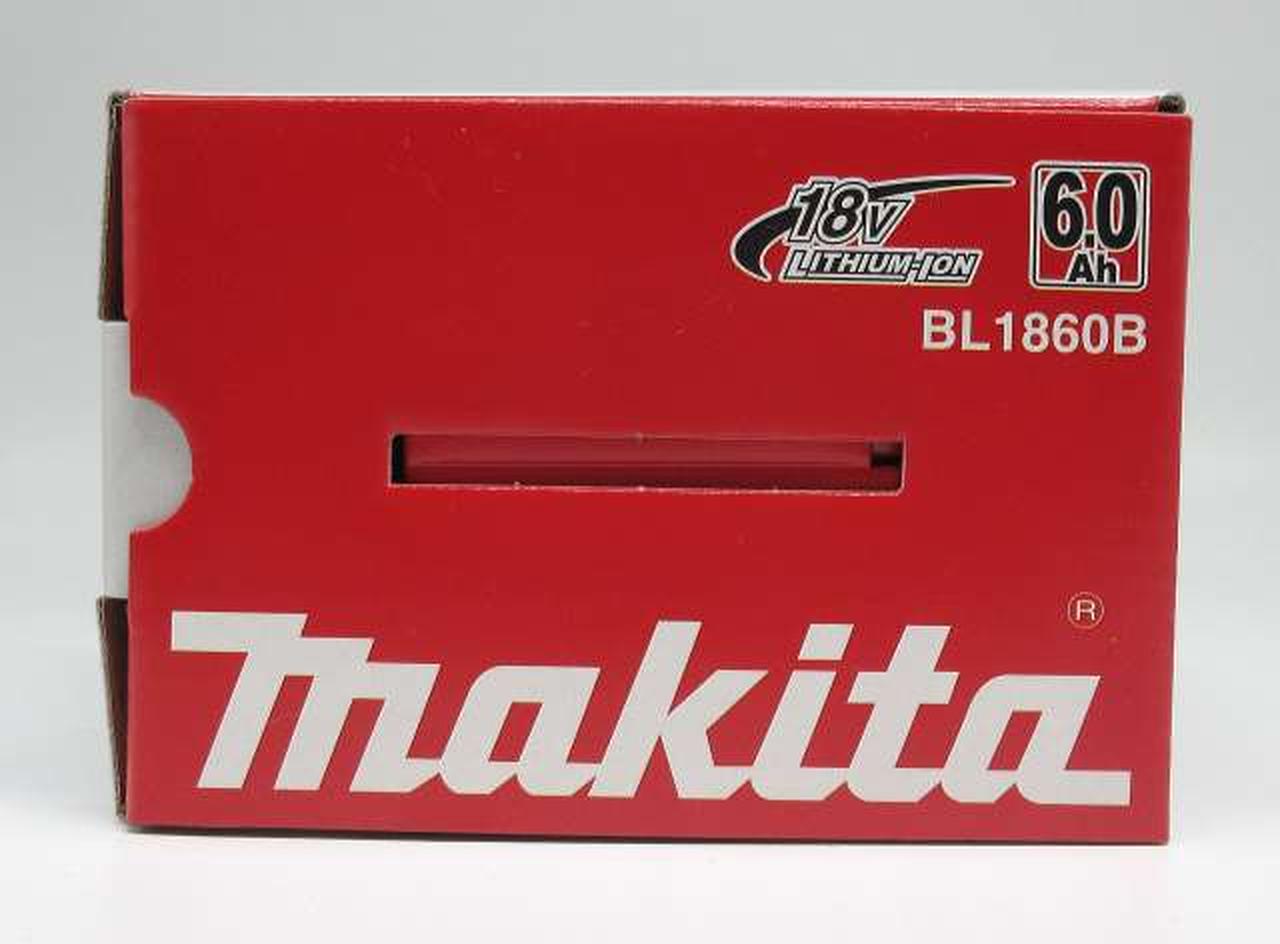 18V
LITHIUM-ION
6.0
Ah
BL1860B
makita ®